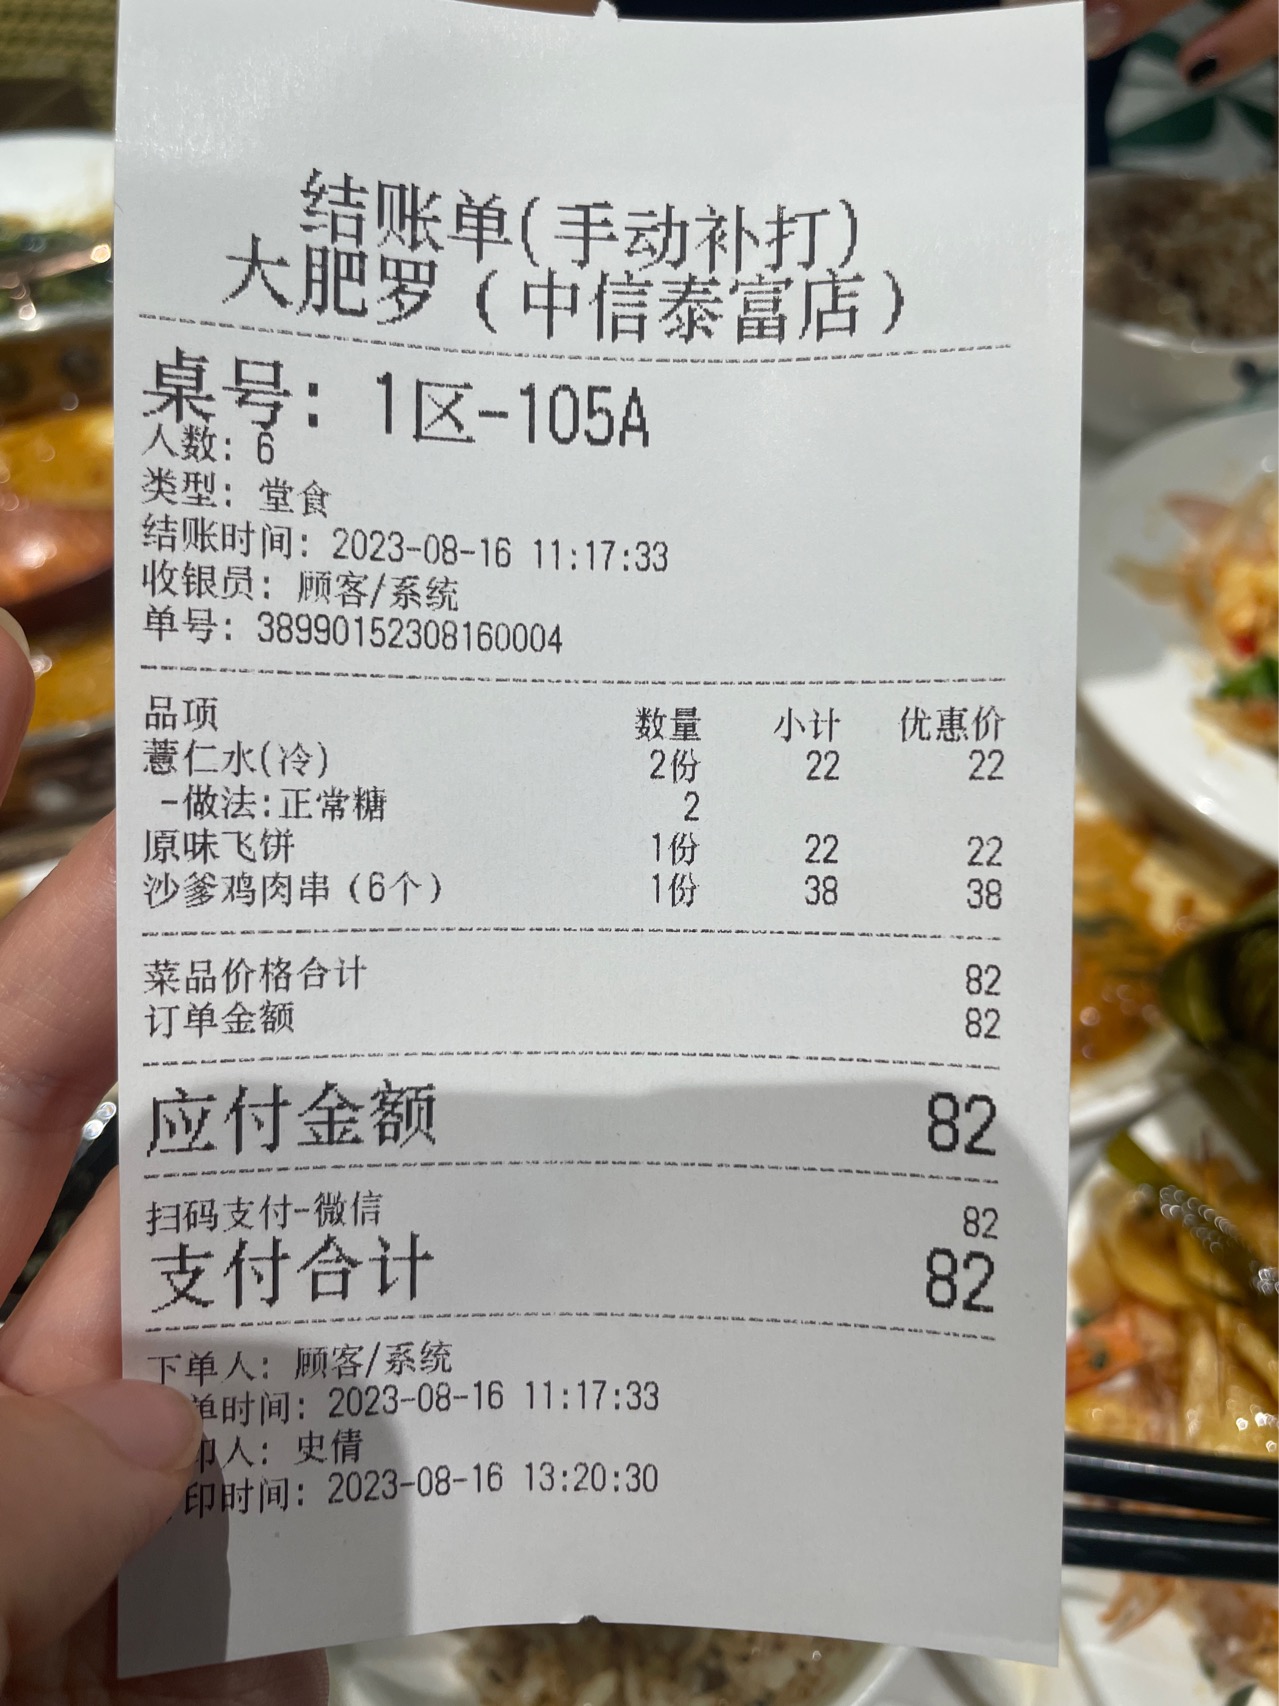 结账单(手动补打)
大肥罗（中信泰富店）
桌号: 1区-105A
人数: 6
类型: 堂食
结账时间: 2023-08-16 11:17:33
收银员: 顾客/系统
单号: 38990152308160004
品项 数量 小计 优惠价
薏仁水(冷) 2份 22 22
-做法:正常糖 2
原味飞饼 1份 22 22
沙爹鸡肉串（6个） 1份 38 38
菜品价格合计 82
订单金额 82
应付金额 82
扫码支付-微信 82
支付合计 82
下单人: 顾客/系统
单时间: 2023-08-16 11:17:33
印人: 史倩
印时间: 2023-08-16 13:20:30